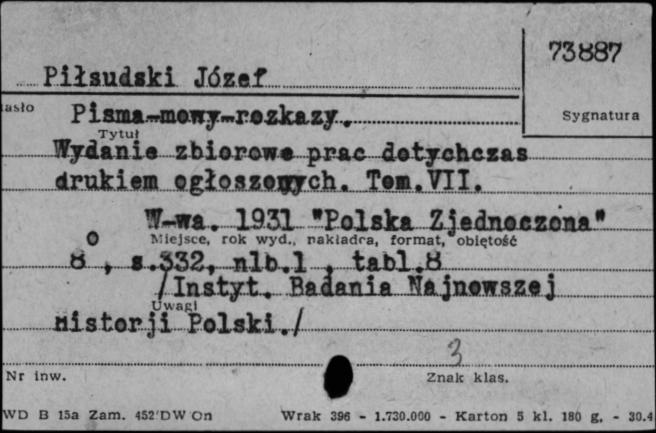 73887
Piłsudski Józef
asło
Sygnatura
Pisma-mowy-rozkazy.
Tytuł
Wydanie zbiorowe prac dotychczas
drukiem ogłoszonych. Tom.VII.
W-wa. 1931 "Polska Zjednoczona"
Miejsce, rok wyd., nakładca, format, objętość
8°, s.332, nlb.1 , tabl.8
/Instyt. Badania Najnowszej
Uwagi
Historji Polski./
3
Nr inw.
Znak klas.
WD B 15a Zam. 452/DW On Wrak 396 - 1.730.000 - Karton 5 kl. 180 g. - 30.4